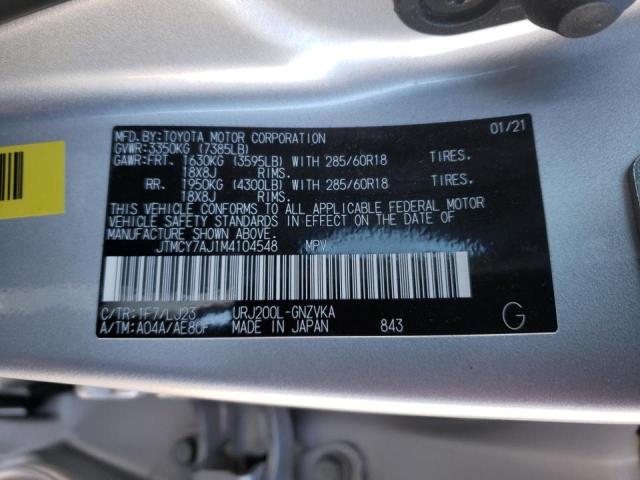 MFD.BY:TOYOTA MOTOR CORPORATION 01/21
GVWR:3350KG (7385LB)
GAWR:FRT. 1630KG (3595LB) WITH 285/60R18 TIRES.
18X8J RIMS.
RR. 1950KG (4300LB) WITH 285/60R18 TIRES.
18X8J RIMS.
THIS VEHICLE CONFORMS TO ALL APPLICABLE FEDERAL MOTOR
VEHICLE SAFETY STANDARDS IN EFFECT ON THE DATE OF
MANUFACTURE SHOWN ABOVE.
JTMCY7AJ1M4104548 MPV
C/TR:1F7/LJ23 URJ200L-GNZVKA
A/TM:A04A/AE80F MADE IN JAPAN 843 G